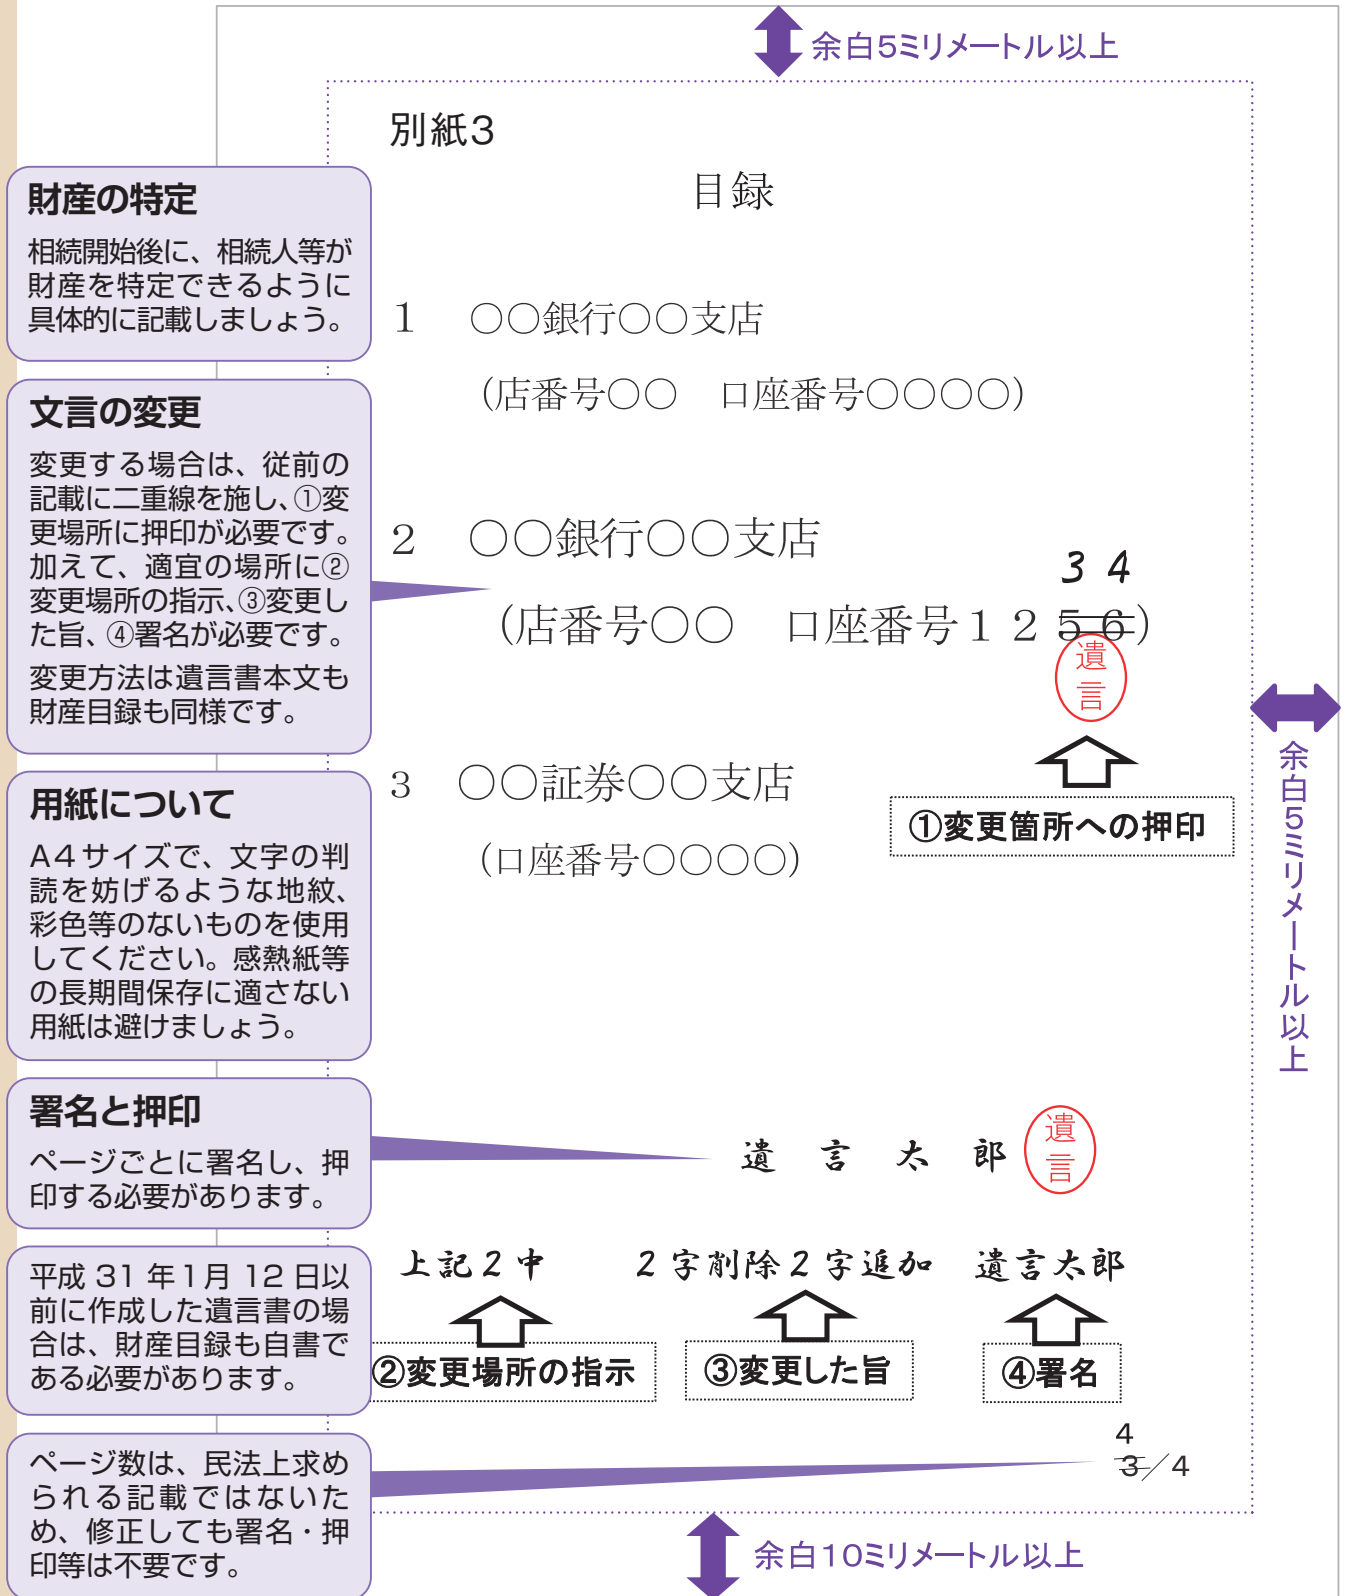 余白5ミリメートル以上
別紙3
目録
財産の特定
相続開始後に、相続人等が
財産を特定できるように
具体的に記載しましょう。
1 ○○銀行○○支店
(店番号○○ 口座番号○○○○)
文言の変更
変更する場合は、従前の
記載に二重線を施し、①変
更場所に押印が必要です。
加えて、適宜の場所に②
変更場所の指示、③変更し
た旨、④署名が必要です。
変更方法は遺言書本文も
財産目録も同様です。
2 ○○銀行○○支店
3 4
(店番号○○ 口座番号1256)
遺言
①変更箇所への押印
余白5ミリメートル以上
3 ○○証券○○支店
(口座番号○○○○)
用紙について
A4サイズで、文字の判
読を妨げるような地紋、
彩色等のないものを使用
してください。感熱紙等
の長期間保存に適さない
用紙は避けましょう。
署名と押印
ページごとに署名し、押
印する必要があります。
遺 言 太 郎 遺言
平成 31 年1月 12 日以
前に作成した遺言書の場
合は、財産目録も自書で
ある必要があります。
上記2中 2字削除2字追加 遺言太郎
②変更場所の指示 ③変更した旨 ④署名
ページ数は、民法上求め
られる記載ではないた
め、修正しても署名・押
印等は不要です。
4
3/4
余白10ミリメートル以上